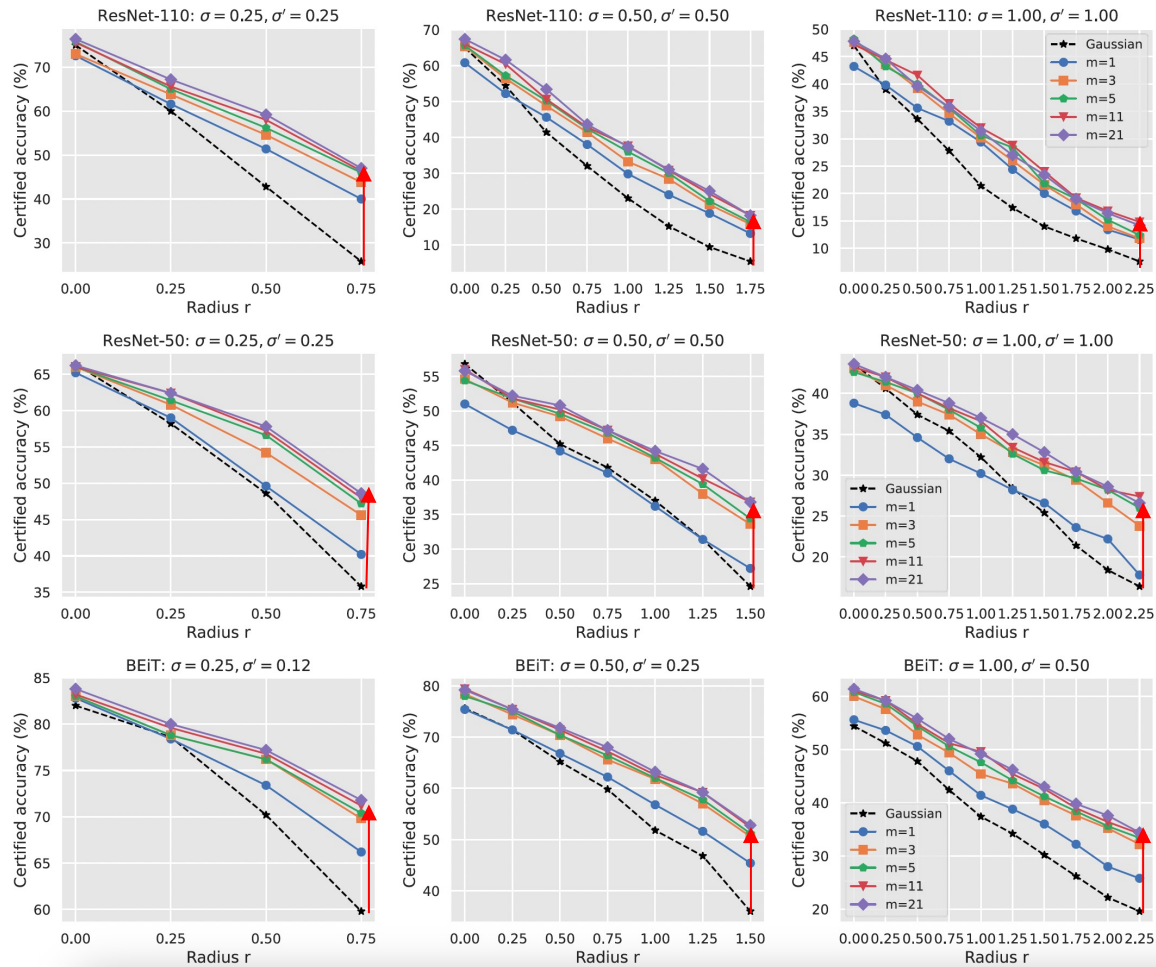 ResNet-110: σ = 0.25, σ′ = 0.25
Certified accuracy (%)
70
60
50
40
30
0.00 0.25 0.50 0.75
Radius r
ResNet-110: σ = 0.50, σ′ = 0.50
Certified accuracy (%)
70
60
50
40
30
20
10
0.00 0.25 0.50 0.75 1.00 1.25 1.50 1.75
Radius r
ResNet-110: σ = 1.00, σ′ = 1.00
Certified accuracy (%)
50
45
40
35
30
25
20
15
10
Gaussian
m=1
m=3
m=5
m=11
m=21
0.00 0.25 0.50 0.75 1.00 1.25 1.50 1.75 2.00 2.25
Radius r
ResNet-50: σ = 0.25, σ′ = 0.25
Certified accuracy (%)
65
60
55
50
45
40
35
0.00 0.25 0.50 0.75
Radius r
ResNet-50: σ = 0.50, σ′ = 0.50
Certified accuracy (%)
55
50
45
40
35
30
25
0.00 0.25 0.50 0.75 1.00 1.25 1.50
Radius r
ResNet-50: σ = 1.00, σ′ = 1.00
Certified accuracy (%)
40
35
30
25
20
Gaussian
m=1
m=3
m=5
m=11
m=21
0.00 0.25 0.50 0.75 1.00 1.25 1.50 1.75 2.00 2.25
Radius r
BEiT: σ = 0.25, σ′ = 0.12
Certified accuracy (%)
85
80
75
70
65
60
0.00 0.25 0.50 0.75
Radius r
BEiT: σ = 0.50, σ′ = 0.25
Certified accuracy (%)
80
70
60
50
40
0.00 0.25 0.50 0.75 1.00 1.25 1.50
Radius r
BEiT: σ = 1.00, σ′ = 0.50
Certified accuracy (%)
60
50
40
30
20
Gaussian
m=1
m=3
m=5
m=11
m=21
0.00 0.25 0.50 0.75 1.00 1.25 1.50 1.75 2.00 2.25
Radius r